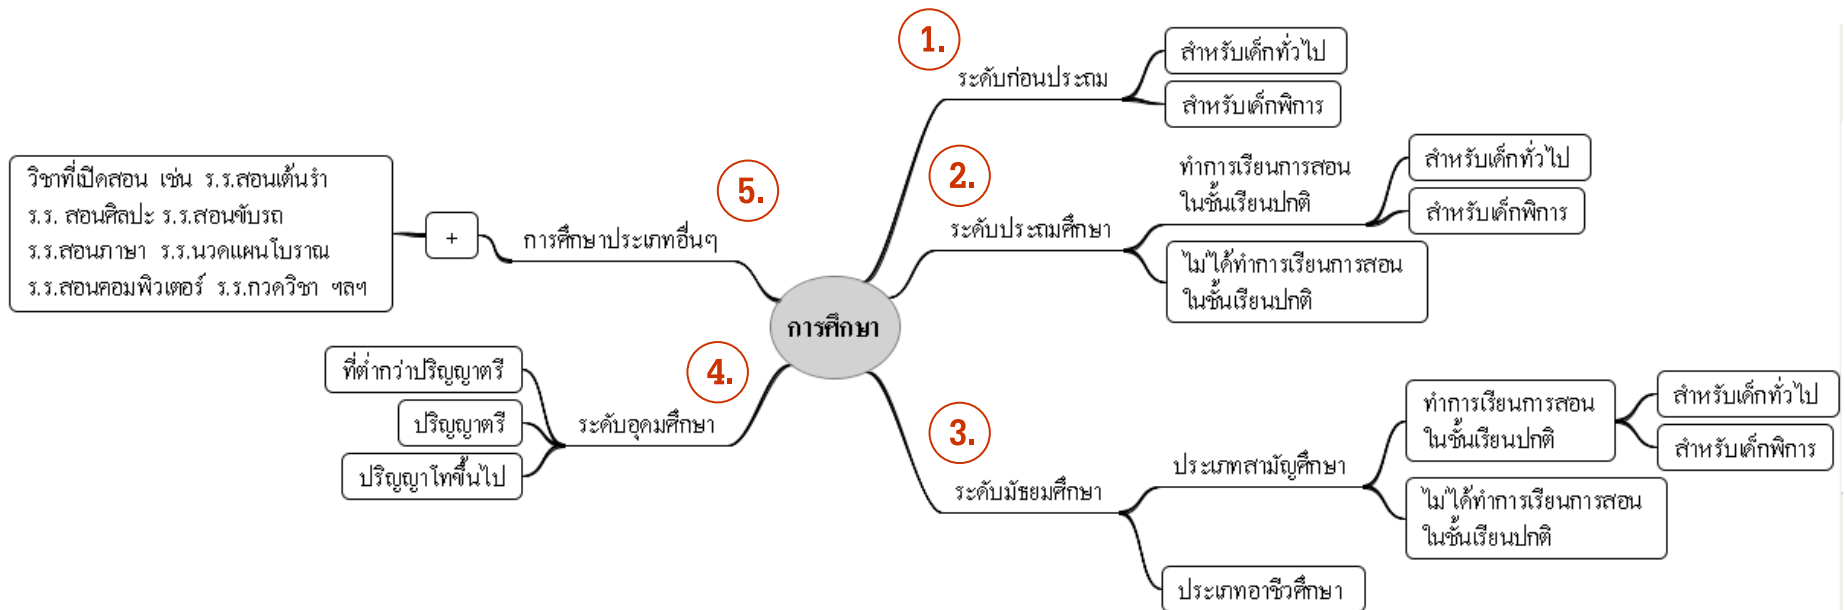 การศึกษา
1.
ระดับก่อนประถม
สำหรับเด็กทั่วไป
สำหรับเด็กพิการ
2.
ระดับประถมศึกษา
ทำการเรียนการสอน
ในชั้นเรียนปกติ
สำหรับเด็กทั่วไป
สำหรับเด็กพิการ
ไม่ได้ทำการเรียนการสอน
ในชั้นเรียนปกติ
3.
ระดับมัธยมศึกษา
ประเภทสามัญศึกษา
ทำการเรียนการสอน
ในชั้นเรียนปกติ
สำหรับเด็กทั่วไป
สำหรับเด็กพิการ
ไม่ได้ทำการเรียนการสอน
ในชั้นเรียนปกติ
ประเภทอาชีวศึกษา
4.
ระดับอุดมศึกษา
ที่ต่ำกว่าปริญญาตรี
ปริญญาตรี
ปริญญาโทขึ้นไป
5.
การศึกษาประเภทอื่นๆ
+
วิชาที่เปิดสอน เช่น ร.ร.สอนเต้นรำ
ร.ร. สอนศิลปะ ร.ร.สอนขับรถ
ร.ร.สอนภาษา ร.ร.นวดแผนโบราณ
ร.ร.สอนคอมพิวเตอร์ ร.ร.กวดวิชา ฯลฯ